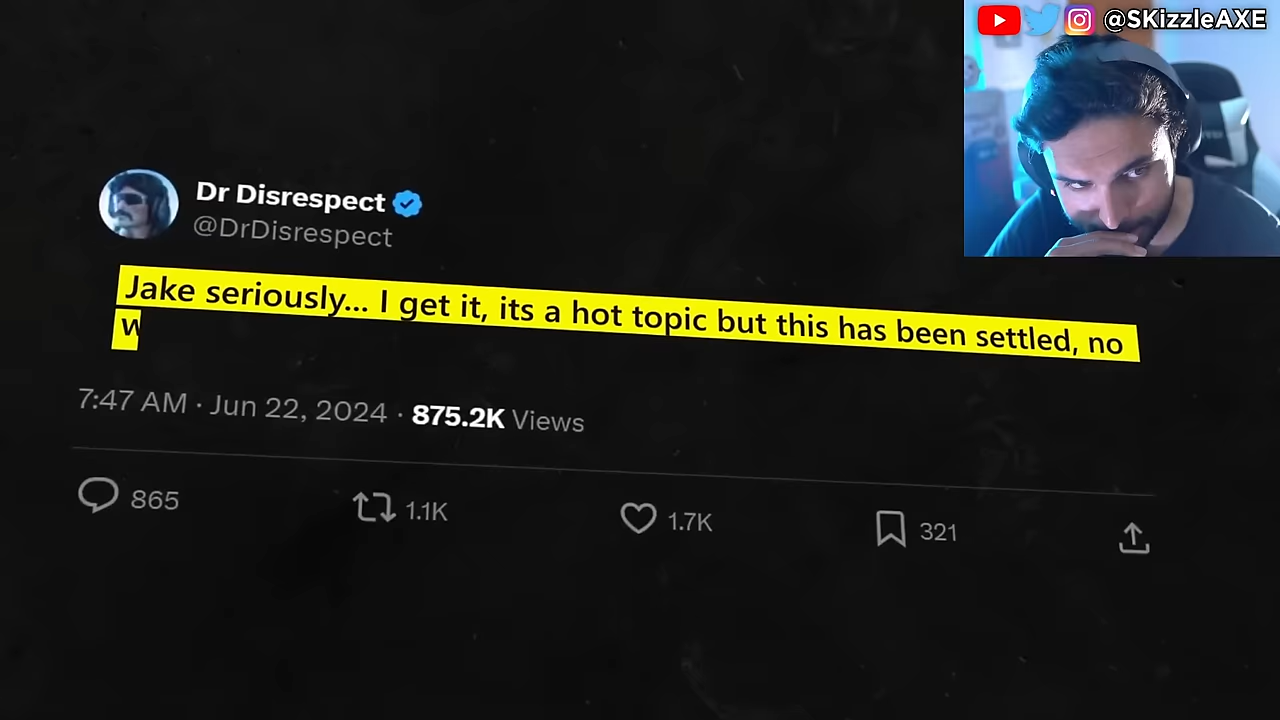 @SKizzleAXE
Dr Disrespect
@DrDisrespect
Jake seriously... I get it, its a hot topic but this has been settled, no
w
7:47 AM · Jun 22, 2024 · 875.2K Views
865 1.1K 1.7K 321